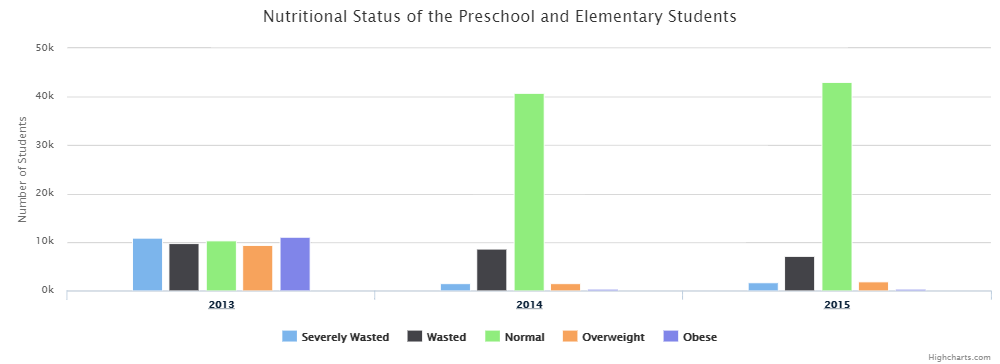 Nutritional Status of the Preschool and Elementary Students
Number of Students
50k
40k
30k
20k
10k
0k
2013
2014
2015
Severely Wasted
Wasted
Normal
Overweight
Obese
Highcharts.com